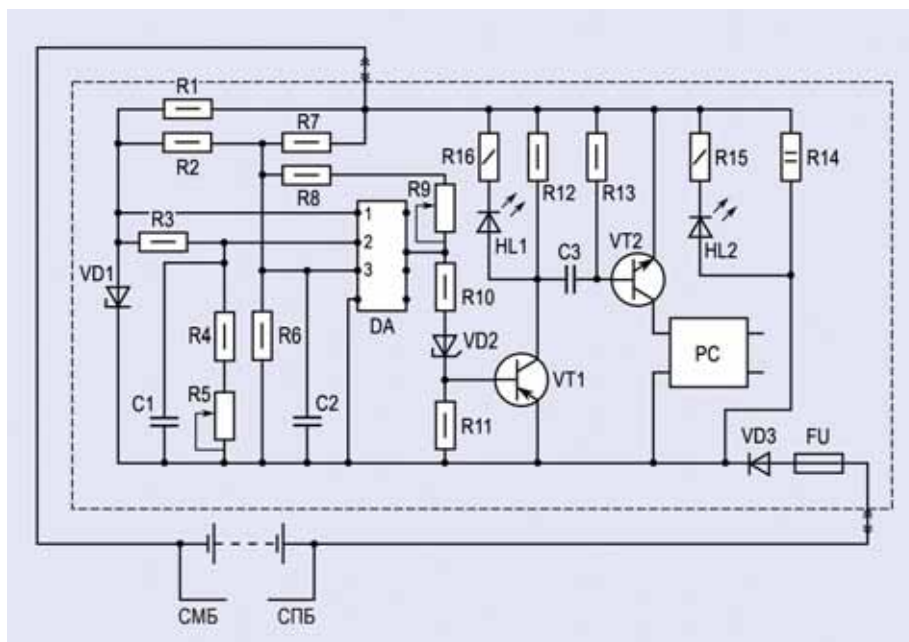 R1
R2
R7
R8
R9
R3
1
2
3
DA
VD1
R4
R6
R5
C1
C2
R10
VD2
R11
R16
HL1
R12
C3
R13
VT1
VT2
R15
HL2
R14
PC
VD3
FU
СМБ
СПБ